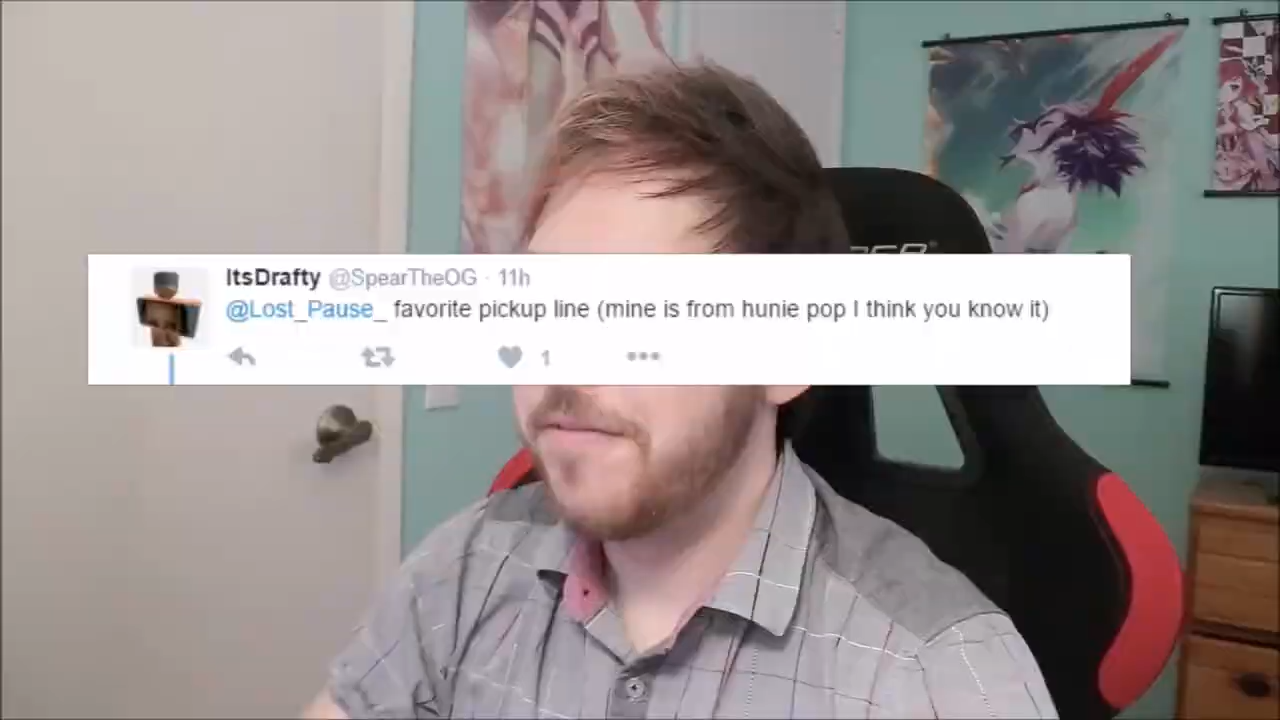 ItsDrafty @SpearTheOG · 11h
@Lost_Pause_ favorite pickup line (mine is from hunie pop I think you know it)
1